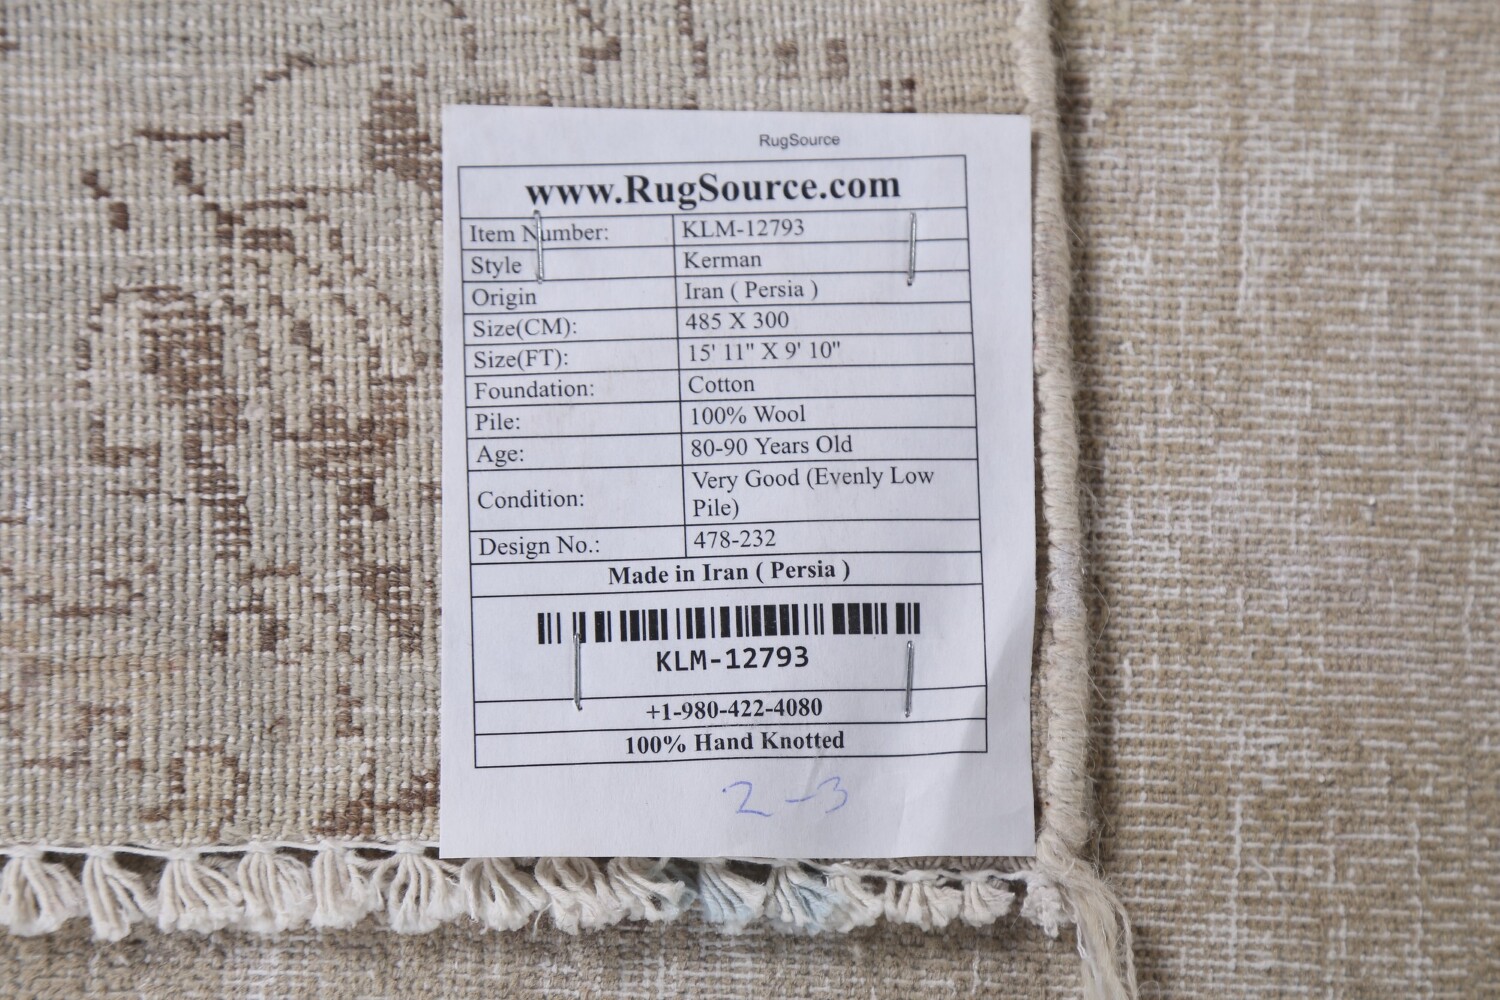 RugSource
www.RugSource.com
Item Number: KLM-12793
Style Kerman
Origin Iran ( Persia )
Size(CM): 485 X 300
Size(FT): 15' 11" X 9' 10"
Foundation: Cotton
Pile: 100% Wool
Age: 80-90 Years Old
Condition: Very Good (Evenly Low
Pile)
Design No.: 478-232
Made in Iran ( Persia )
KLM-12793
+1-980-422-4080
100% Hand Knotted
2-3